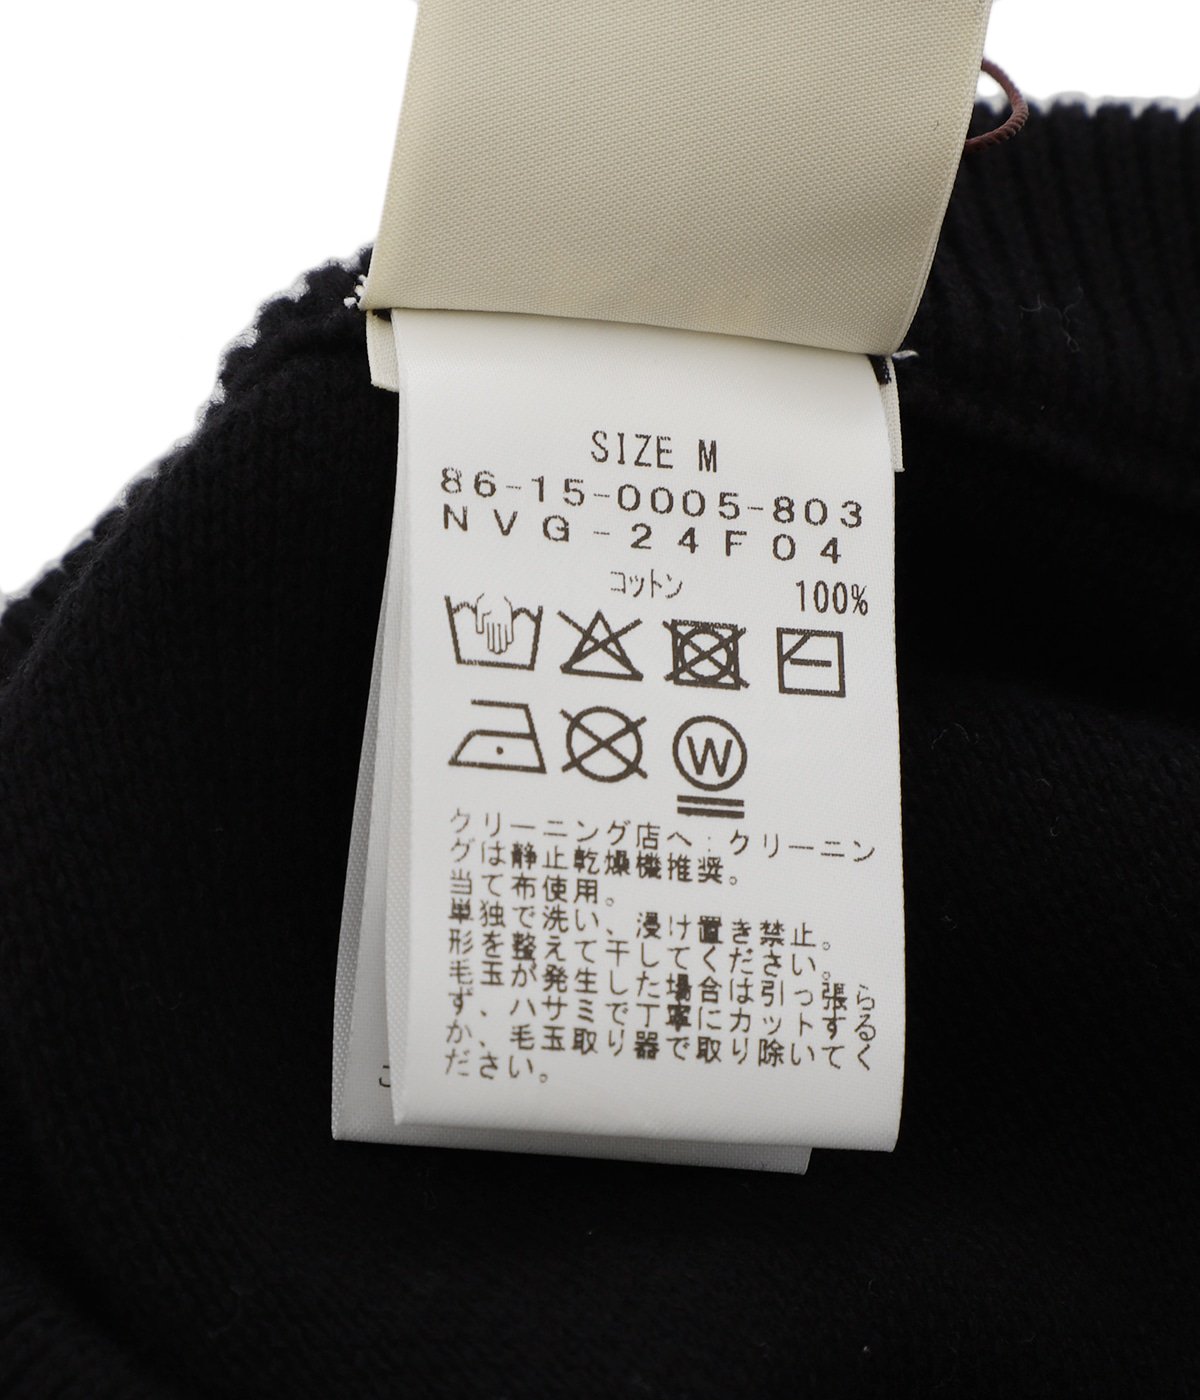 SIZE M
86-15-0005-803
NVG-24F04
コットン 100%
W
クリーニング店へ:クリーニン
グは静止乾燥機推奨。
当て布使用。
単独で洗い、浸け置き禁止。
形を整えて干してください。
毛玉が発生した場合は引っ張ら
ず、ハサミで丁寧にカットする
か、毛玉取り器で取り除いてく
ださい。